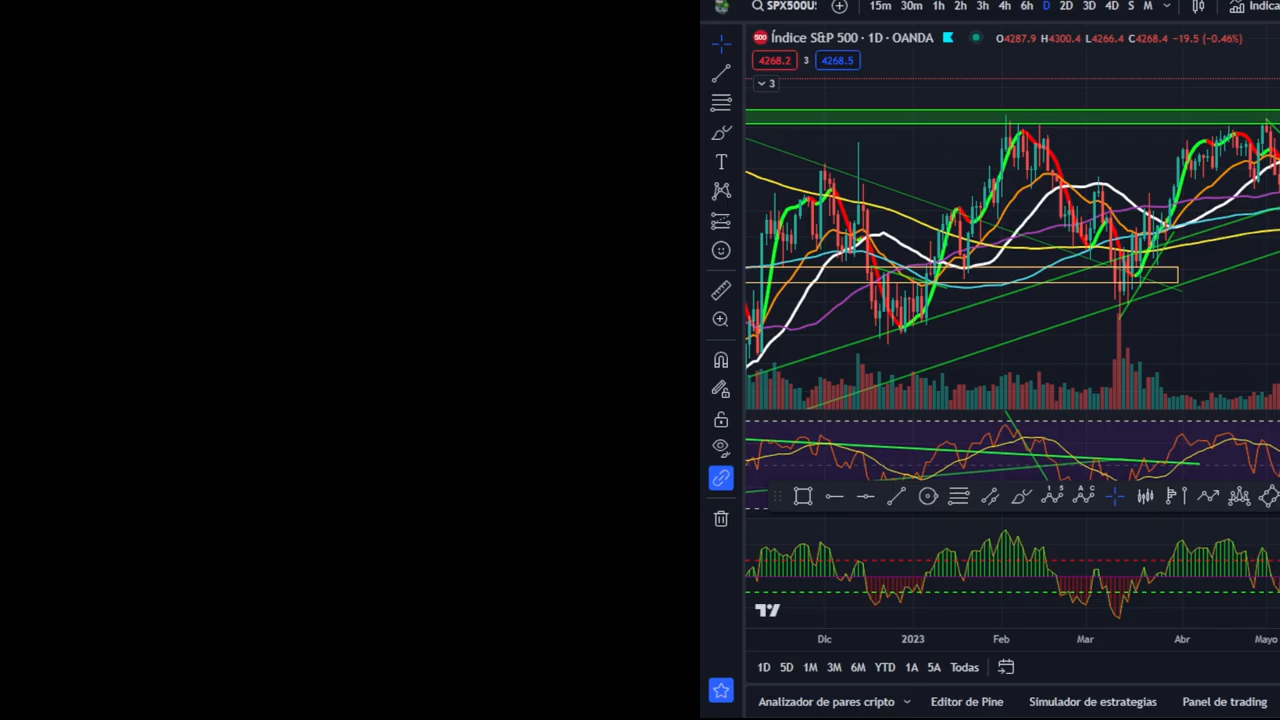 SPX500U: 15m 30m 1h 2h 3h 4h 6h D 2D 3D 4D S M Indica
500 Índice S&P 500 · 1D · OANDA O4287.9 H4300.4 L4266.4 C4268.4 −19.5 (−0.46%)
4268.2 3 4268.5
3
Dic 2023 Feb Mar Abr Mayo
1D 5D 1M 3M 6M YTD 1A 5A Todas
Analizador de pares cripto Editor de Pine Simulador de estrategias Panel de trading